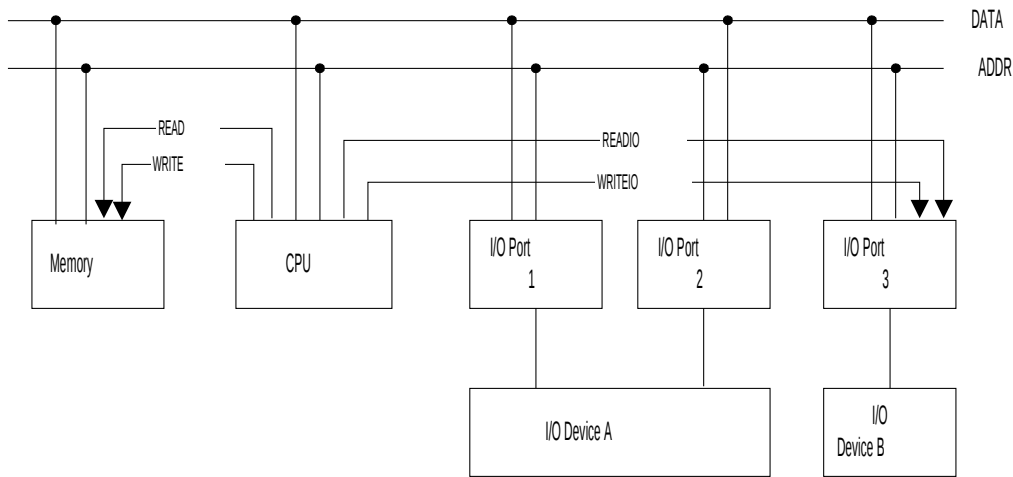 DATA
ADDR
READ
READIO
WRITE
WRITEIO
Memory
CPU
I/O Port
1
I/O Port
2
I/O Port
3
I/O Device A
I/O
Device B